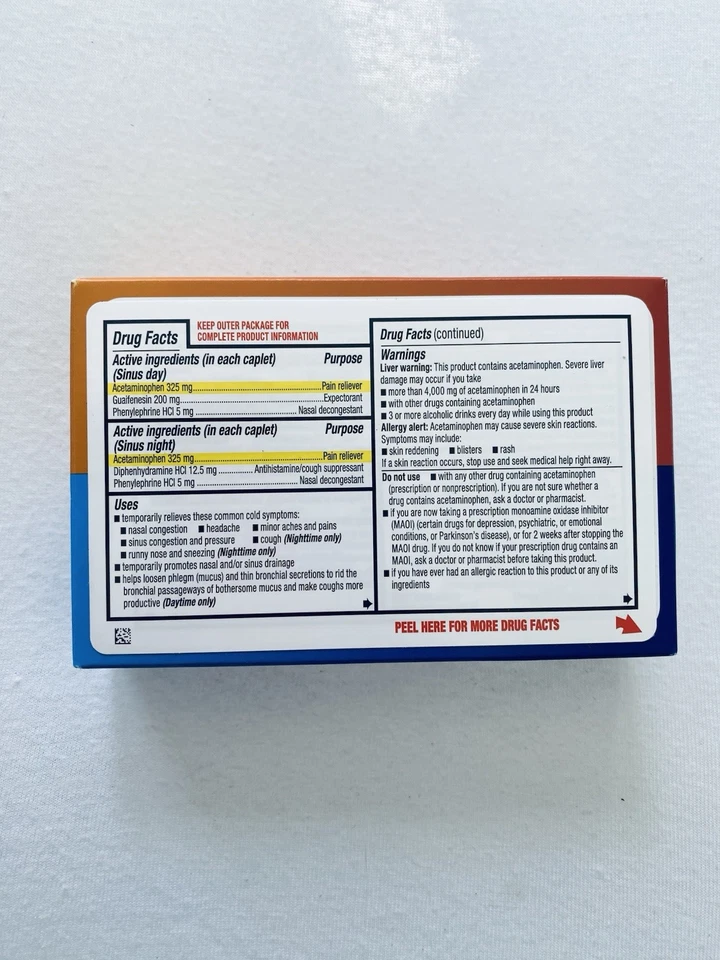 Drug Facts
KEEP OUTER PACKAGE FOR
COMPLETE PRODUCT INFORMATION
Active ingredients (in each caplet) Purpose
(Sinus day)
Acetaminophen 325 mg Pain reliever
Guaifenesin 200 mg Expectorant
Phenylephrine HCl 5 mg Nasal decongestant
Active ingredients (in each caplet) Purpose
(Sinus night)
Acetaminophen 325 mg Pain reliever
Diphenhydramine HCl 12.5 mg Antihistamine/cough suppressant
Phenylephrine HCl 5 mg Nasal decongestant
Uses
■ temporarily relieves these common cold symptoms:
■ nasal congestion ■ headache ■ minor aches and pains
■ sinus congestion and pressure ■ cough (Nighttime only)
■ runny nose and sneezing (Nighttime only)
■ temporarily promotes nasal and/or sinus drainage
■ helps loosen phlegm (mucus) and thin bronchial secretions to rid the
bronchial passageways of bothersome mucus and make coughs more
productive (Daytime only)
Drug Facts (continued)
Warnings
Liver warning: This product contains acetaminophen. Severe liver
damage may occur if you take
■ more than 4,000 mg of acetaminophen in 24 hours
■ with other drugs containing acetaminophen
■ 3 or more alcoholic drinks every day while using this product
Allergy alert: Acetaminophen may cause severe skin reactions.
Symptoms may include:
■ skin reddening ■ blisters ■ rash
If a skin reaction occurs, stop use and seek medical help right away.
Do not use ■ with any other drug containing acetaminophen
(prescription or nonprescription). If you are not sure whether a
drug contains acetaminophen, ask a doctor or pharmacist.
■ if you are now taking a prescription monoamine oxidase inhibitor
(MAOI) (certain drugs for depression, psychiatric, or emotional
conditions, or Parkinson's disease), or for 2 weeks after stopping the
MAOI drug. If you do not know if your prescription drug contains an
MAOI, ask a doctor or pharmacist before taking this product.
■ if you have ever had an allergic reaction to this product or any of its
ingredients
PEEL HERE FOR MORE DRUG FACTS